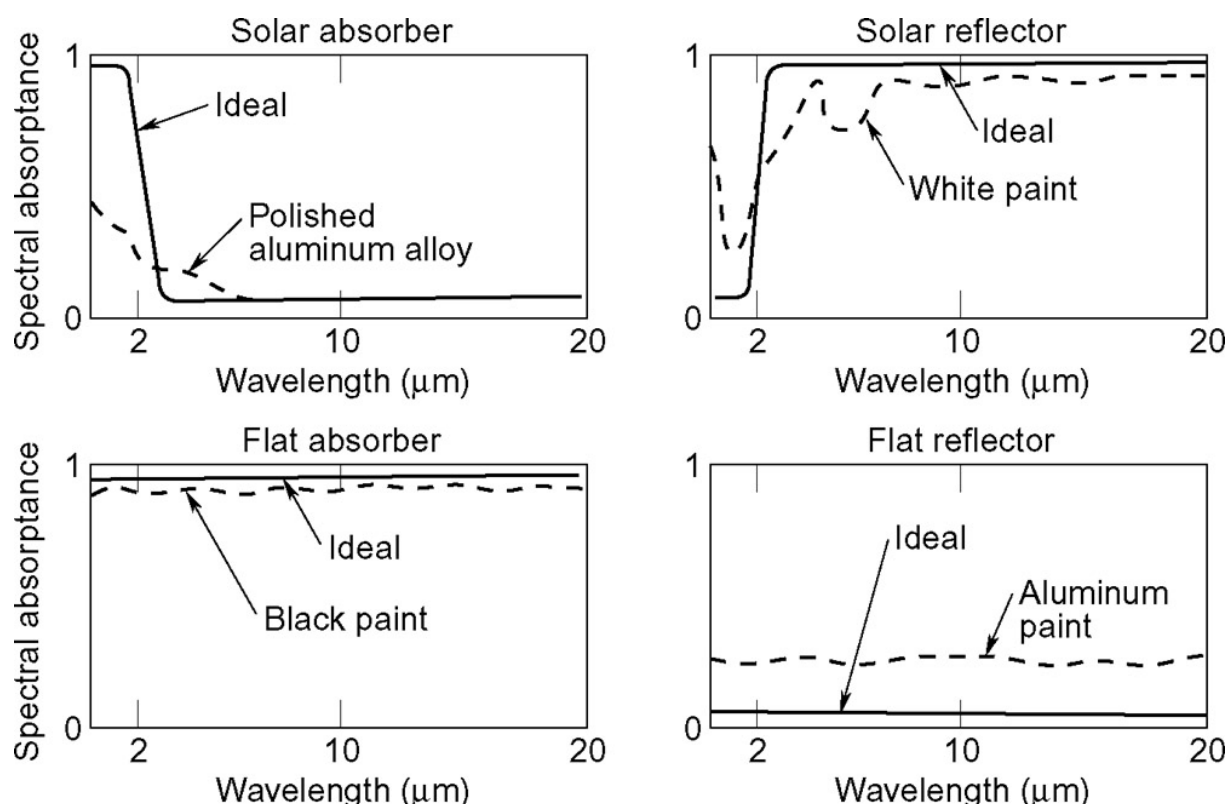 Solar absorber
Spectral absorptance
1
Ideal
Polished
aluminum alloy
0
2
10
20
Wavelength (μm)
Solar reflector
1
Ideal
White paint
0
2
10
20
Wavelength (μm)
Flat absorber
Spectral absorptance
1
Ideal
Black paint
0
2
10
20
Wavelength (μm)
Flat reflector
1
Ideal
Aluminum
paint
0
2
10
20
Wavelength (μm)